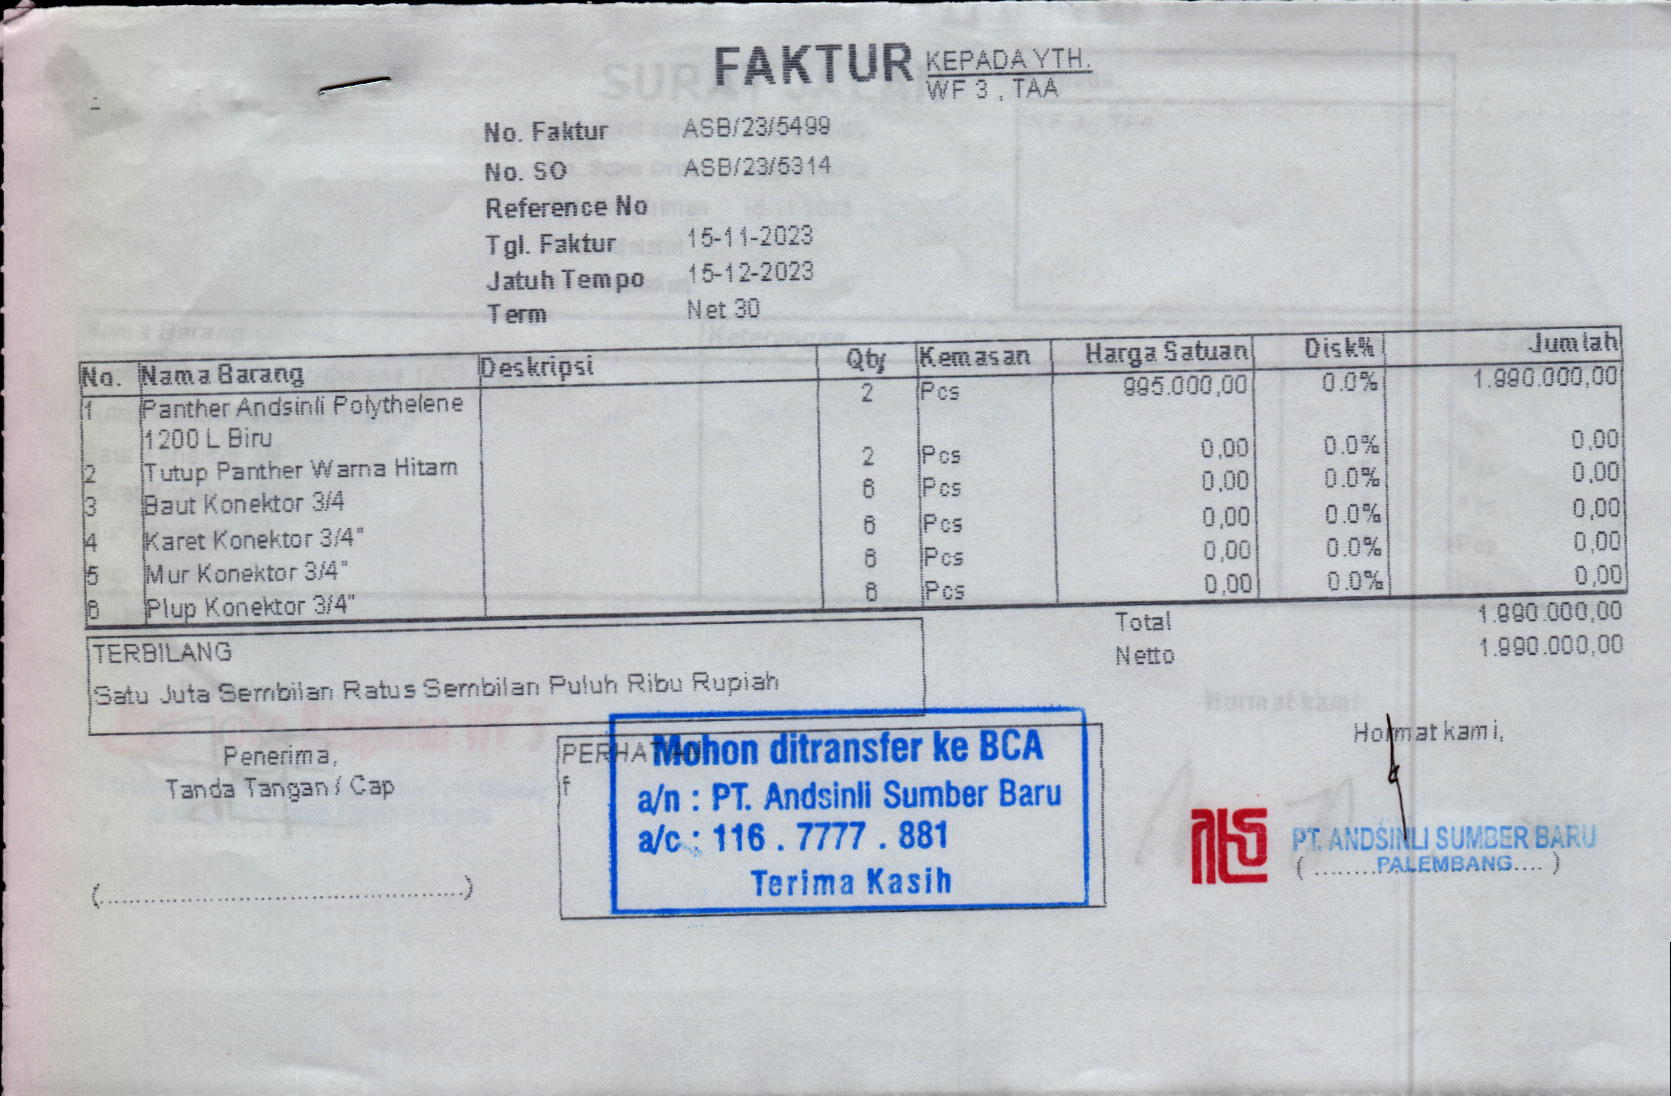 FAKTUR
KEPADA YTH.
WF 3 , TAA
No. Faktur ASB/23/5499
No. SO ASB/23/5314
Reference No
Tgl. Faktur 15-11-2023
Jatuh Tempo 15-12-2023
Term Net 30
No. Nama Barang Deskripsi Qty Kemasan Harga Satuan Disk% Jumlah
1 Panther Andsinli Polythelene 2 Pcs 995.000,00 0.0% 1.990.000,00
1200 L Biru
2 Tutup Panther Warna Hitam 2 Pcs 0,00 0.0% 0,00
3 Baut Konektor 3/4 6 Pcs 0,00 0.0% 0,00
4 Karet Konektor 3/4" 6 Pcs 0,00 0.0% 0,00
5 Mur Konektor 3/4" 6 Pcs 0,00 0.0% 0,00
6 Plup Konektor 3/4" 6 Pcs 0,00 0.0% 0,00
Total 1.990.000,00
Netto 1.990.000,00
TERBILANG
Satu Juta Sembilan Ratus Sembilan Puluh Ribu Rupiah
Penerima,
Tanda Tangan / Cap
(................................................)
f
Mohon ditransfer ke BCA
a/n : PT. Andsinli Sumber Baru
a/c : 116 . 7777 . 881
Terima Kasih
Hormat kami,
PT. ANDSINLI SUMBER BARU
(........PALEMBANG....)